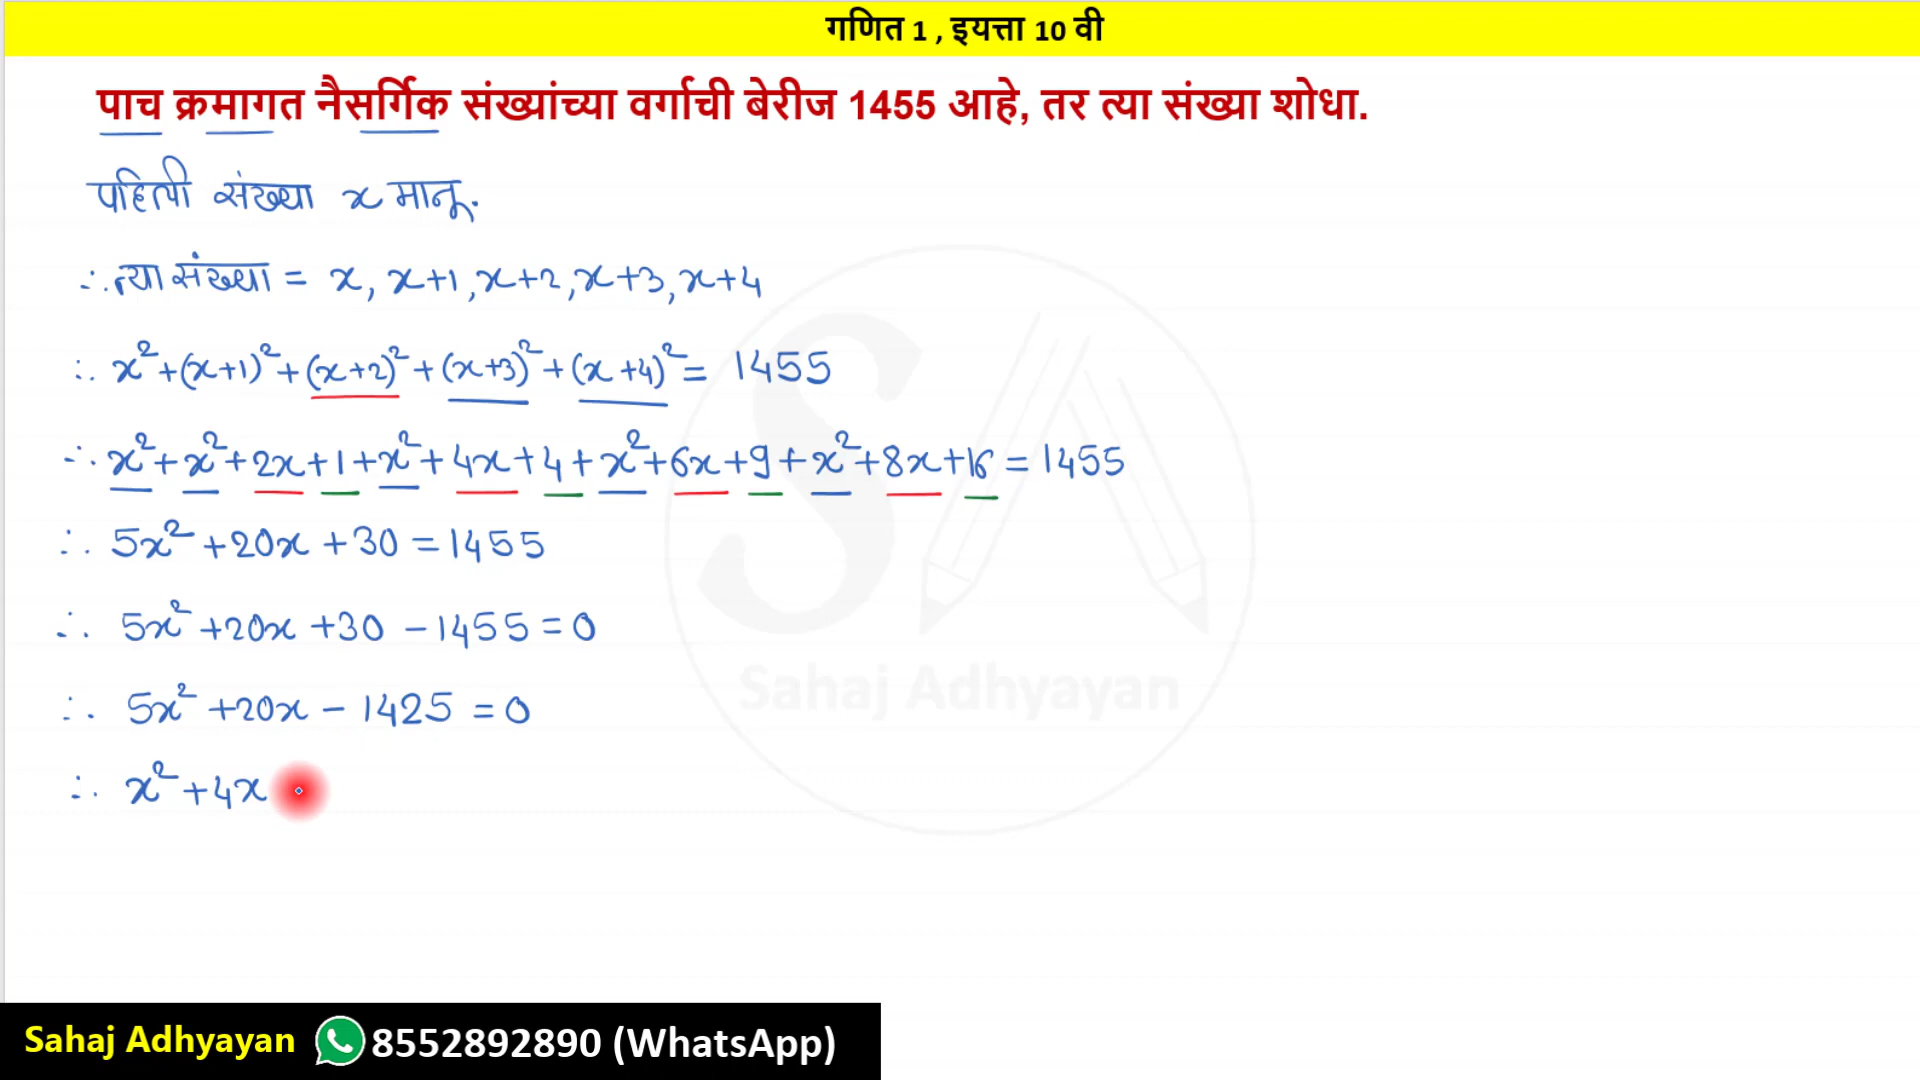 गणित 1 , इयत्ता 10 वी
पाच क्रमागत नैसर्गिक संख्यांच्या वर्गाची बेरीज 1455 आहे, तर त्या संख्या शोधा.
पहिली संख्या x मानू.
∴ त्या संख्या = x, x+1, x+2, x+3, x+4
∴ x² + (x+1)² + (x+2)² + (x+3)² + (x+4)² = 1455
∴ x² + x² + 2x + 1 + x² + 4x + 4 + x² + 6x + 9 + x² + 8x + 16 = 1455
∴ 5x² + 20x + 30 = 1455
∴ 5x² + 20x + 30 - 1455 = 0
∴ 5x² + 20x - 1425 = 0
∴ x² + 4x
SA
Sahaj Adhyayan
Sahaj Adhyayan 8552892890 (WhatsApp)